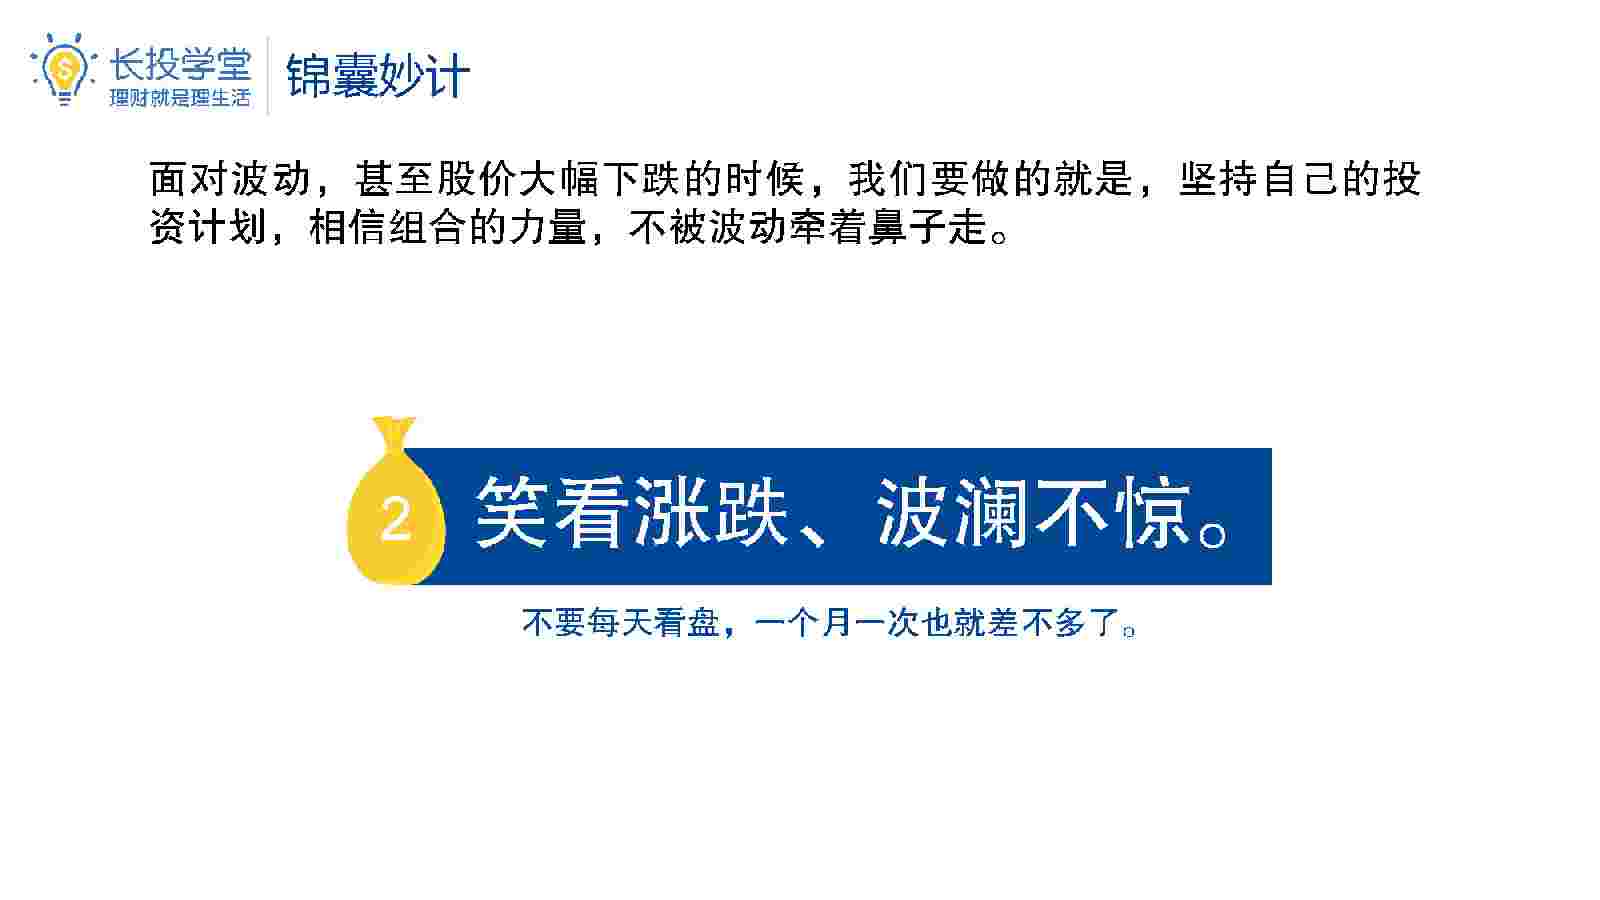 长投学堂
理财就是理生活
锦囊妙计
面对波动，甚至股价大幅下跌的时候，我们要做的就是，坚持自己的投
资计划，相信组合的力量，不被波动牵着鼻子走。
2
笑看涨跌、波澜不惊。
不要每天看盘，一个月一次也就差不多了。